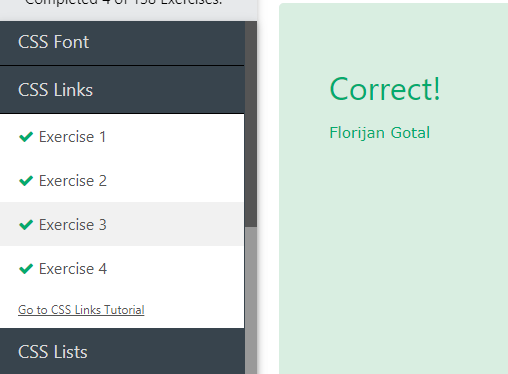 Completed 4 of 138 Exercises.
CSS Font
CSS Links
Exercise 1
Exercise 2
Exercise 3
Exercise 4
Go to CSS Links Tutorial
CSS Lists
Correct!
Florijan Gotal